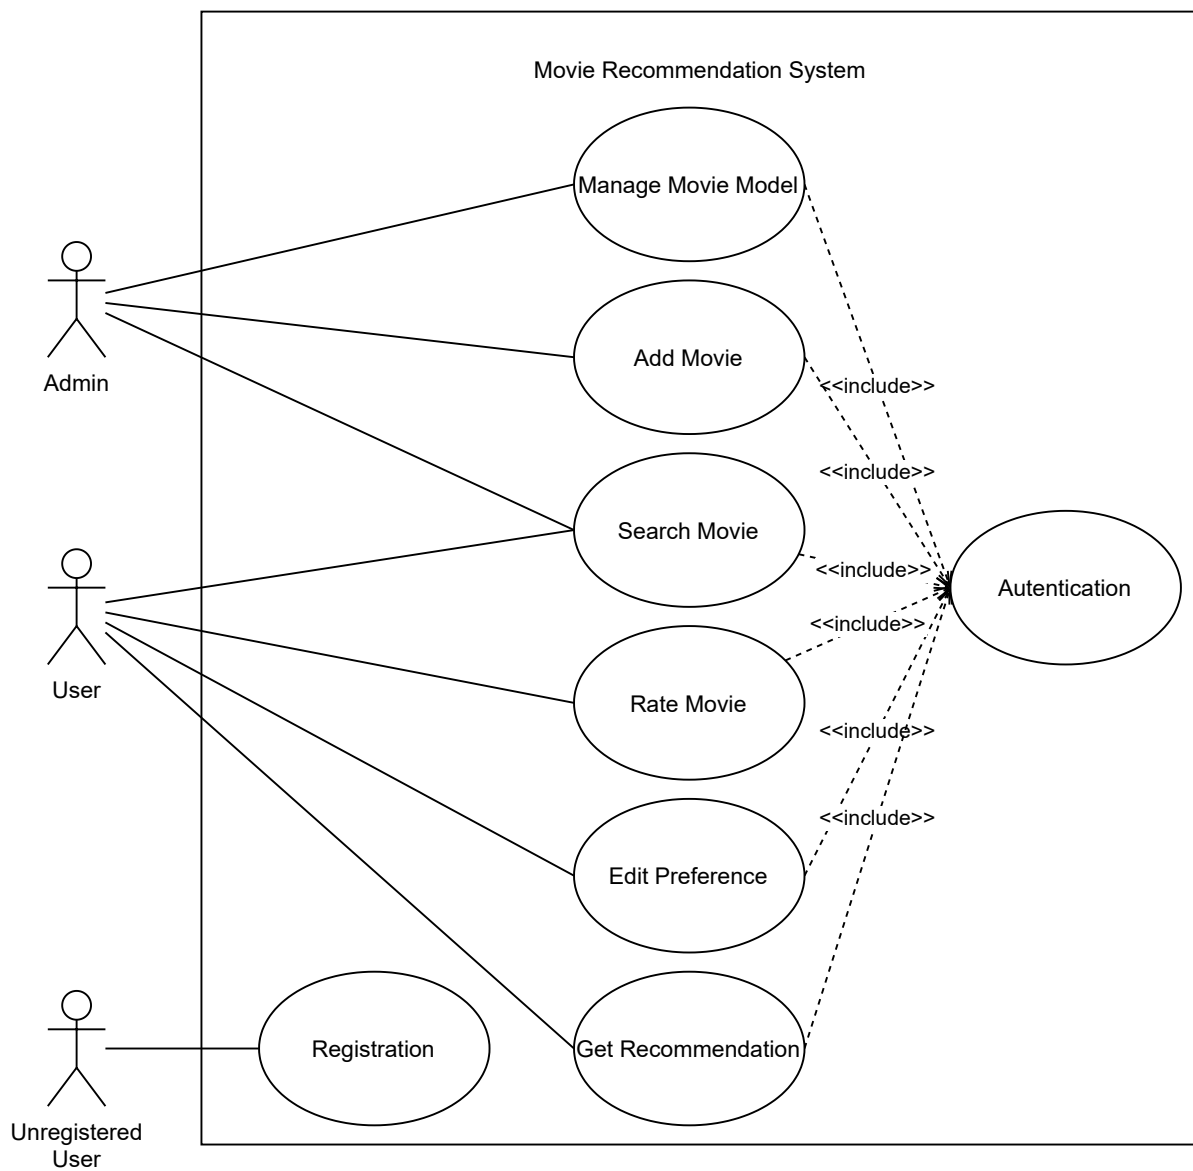 Movie Recommendation System
Manage Movie Model
Admin
Add Movie
<<include>>
<<include>>
Search Movie
<<include>>
Autentication
<<include>>
User
Rate Movie
<<include>>
<<include>>
Edit Preference
Registration
Get Recommendation
Unregistered
User